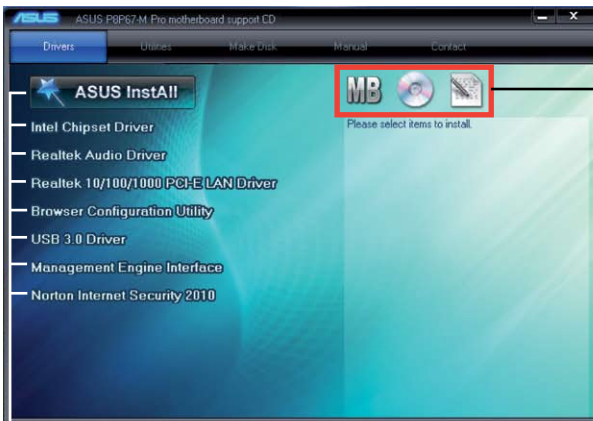 ASUS ASUS P8P67-M Pro motherboard support CD
Drivers Utilities Make Disk Manual Contact
ASUS InstAll
MB
Please select items to install.
Intel Chipset Driver
Realtek Audio Driver
Realtek 10/100/1000 PCI-E LAN Driver
Browser Configuration Utility
USB 3.0 Driver
Management Engine Interface
Norton Internet Security 2010